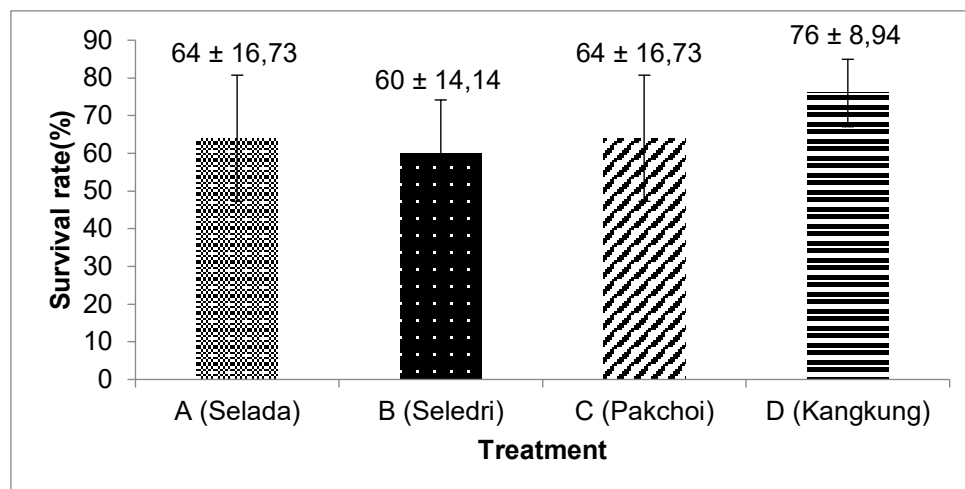 Survival rate(%)
90
80
70
60
50
40
30
20
10
0
64 ± 16,73
60 ± 14,14
64 ± 16,73
76 ± 8,94
A (Selada)
B (Seledri)
C (Pakchoi)
D (Kangkung)
Treatment